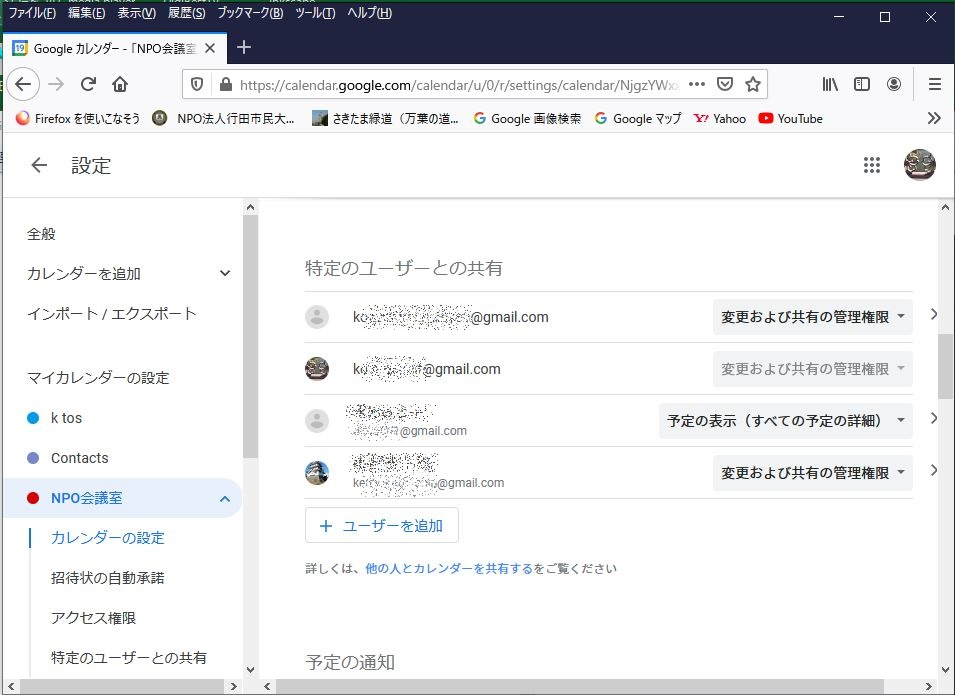 ファイル(F) 編集(E) 表示(V) 履歴(S) ブックマーク(B) ツール(T) ヘルプ(H)
19 Google カレンダー - 「NPO会議室
https://calendar.google.com/calendar/u/0/r/settings/calendar/NjgzYWx
Firefox を使いこなそう NPO法人行田市民大... さきたま緑道（万葉の道... Google 画像検索 Google マップ Yahoo YouTube
設定
全般
カレンダーを追加
インポート / エクスポート
マイカレンダーの設定
k tos
Contacts
NPO会議室
カレンダーの設定
招待状の自動承諾
アクセス権限
特定のユーザーとの共有
特定のユーザーとの共有
@gmail.com 変更および共有の管理権限
@gmail.com 変更および共有の管理権限
@gmail.com 予定の表示（すべての予定の詳細）
@gmail.com 変更および共有の管理権限
+ ユーザーを追加
詳しくは、他の人とカレンダーを共有するをご覧ください
予定の通知